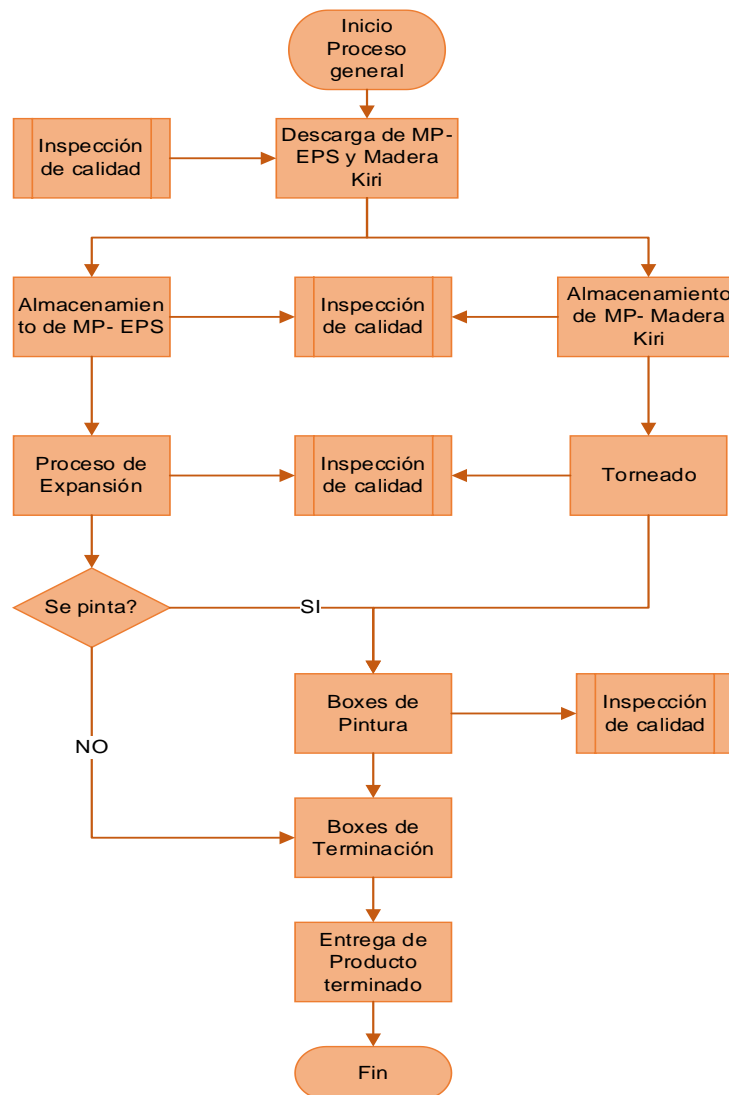 Inicio
Proceso
general
Inspección
de calidad
Descarga de MP-
EPS y Madera
Kiri
Almacenamien
to de MP- EPS
Inspección
de calidad
Almacenamiento
de MP- Madera
Kiri
Proceso de
Expansión
Inspección
de calidad
Torneado
Se pinta?
SI
Boxes de
Pintura
Inspección
de calidad
NO
Boxes de
Terminación
Entrega de
Producto
terminado
Fin